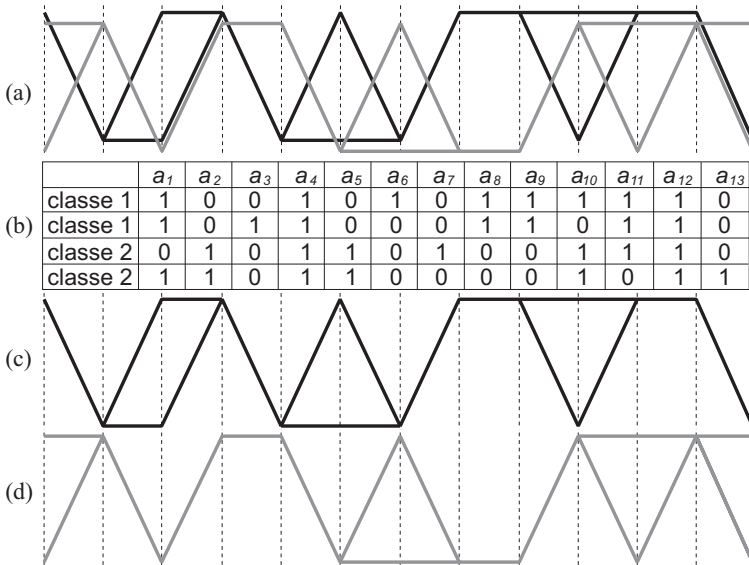 (a)
a1 a2 a3 a4 a5 a6 a7 a8 a9 a10 a11 a12 a13
classe 1 1 0 0 1 0 1 0 1 1 1 1 1 0
(b)
classe 1 1 0 1 1 0 0 0 1 1 0 1 1 0
classe 2 0 1 0 1 1 0 1 0 0 1 1 1 0
classe 2 1 1 0 1 1 0 0 0 0 1 0 1 1
(c)
(d)